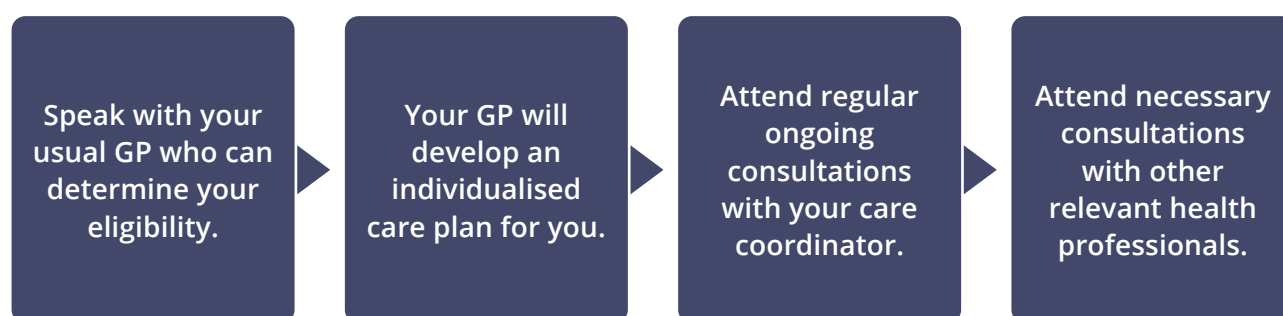 Speak with your
usual GP who can
determine your
eligibility.
Your GP will
develop an
individualised
care plan for you.
Attend regular
ongoing
consultations
with your care
coordinator.
Attend necessary
consultations
with other
relevant health
professionals.